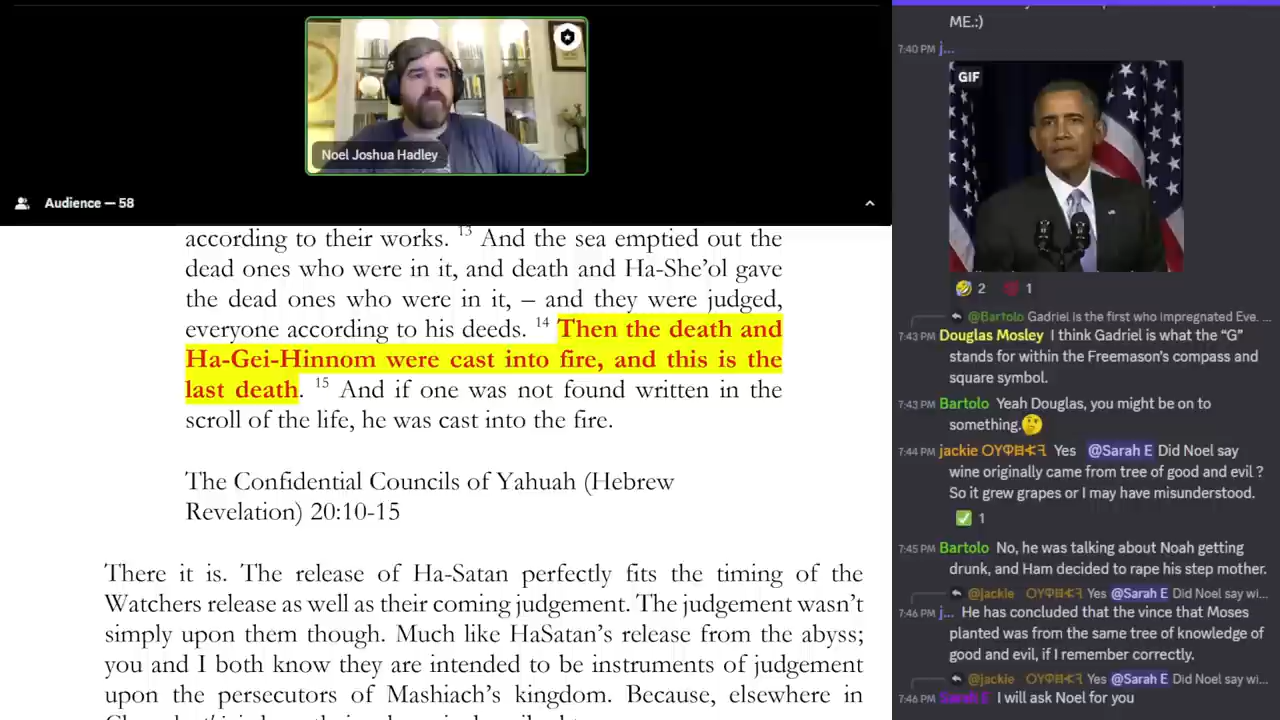 Noel Joshua Hadley
Audience — 58
according to their works. 13 And the sea emptied out the
dead ones who were in it, and death and Ha-She'ol gave
the dead ones who were in it, – and they were judged,
everyone according to his deeds. 14 Then the death and
Ha-Gei-Hinnom were cast into fire, and this is the
last death. 15 And if one was not found written in the
scroll of the life, he was cast into the fire.
The Confidential Councils of Yahuah (Hebrew
Revelation) 20:10-15
There it is. The release of Ha-Satan perfectly fits the timing of the
Watchers release as well as their coming judgement. The judgement wasn't
simply upon them though. Much like HaSatan's release from the abyss;
you and I both know they are intended to be instruments of judgement
upon the persecutors of Mashiach's kingdom. Because, elsewhere in
ME.:)
7:40 PM j...
GIF
2 1
@Bartolo Gadriel is the first who impregnated Eve. ...
7:43 PM Douglas Mosley I think Gadriel is what the “G”
stands for within the Freemason's compass and
square symbol.
7:43 PM Bartolo Yeah Douglas, you might be on to
something.🤔
7:44 PM jackie Yes @Sarah E Did Noel say
wine originally came from tree of good and evil ?
So it grew grapes or I may have misunderstood.
✅ 1
7:45 PM Bartolo No, he was talking about Noah getting
drunk, and Ham decided to rape his step mother.
@jackie Yes @Sarah E Did Noel say wi...
7:46 PM j... He has concluded that the vince that Moses
planted was from the same tree of knowledge of
good and evil, if I remember correctly.
@jackie Yes @Sarah E Did Noel say wi...
7:46 PM Sarah E I will ask Noel for you